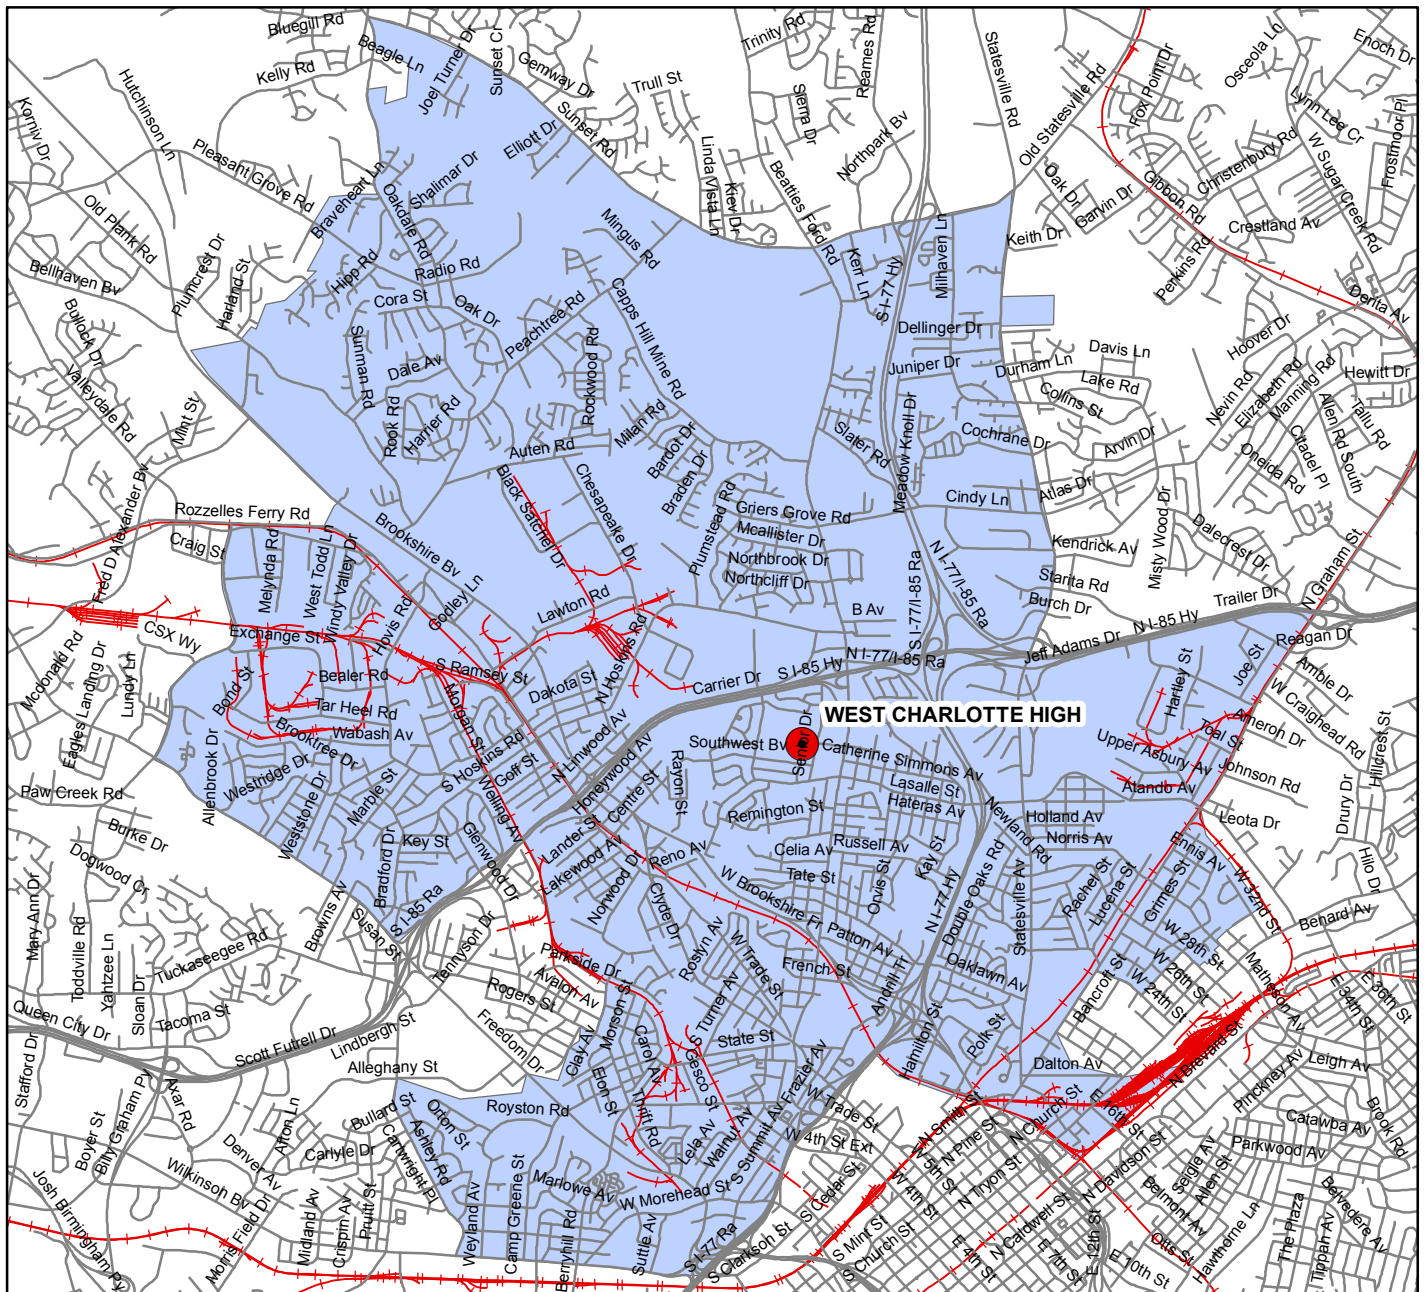 Bluegill Rd
Beagle Ln
Joel Turner Dr
Sunset Cr
Gemway Dr
Trull St
Trinity Rd
Reames Rd
Statesville Rd
Old Statesville Rd
Fox Point Dr
Osceola Ln
Enoch Dr
Kelly Rd
Hutchinson Ln
Korniv Dr
Sunset Rd
Sierra Dr
Northpark Bv
Lynn Lee Cr
Frostmoor Pl
W Sugar Creek Rd
Christenbury Rd
Elliott Dr
Pleasant Grove Rd
Braveheart Ln
Shalimar Dr
Oakdale Rd
Linda Vista Ln
Kiev Dr
Beatties Ford Rd
Oak Dr
Garvin Dr
Gibbon Rd
Crestland Av
Old Plank Rd
Mingus Rd
Keith Dr
Perkins Rd
Bellhaven Bv
Plumcrest Dr
Harland St
Hipp Rd
Radio Rd
Cora St
Oak Dr
Peachtree Rd
Capps Hill Mine Rd
Kerr Ln
S I-77 Hy
Milhaven Ln
Derita Av
Bullock Dr
Valleydale Rd
Mint St
Sunman Rd
Dale Av
Rockwood Rd
Dellinger Dr
Juniper Dr
Durham Ln
Davis Ln
Lake Rd
Collins St
Hoover Dr
Nevin Rd
Elizabeth Rd
Manning Rd
Hewitt Dr
Allen Rd South
Tallu Rd
Citadel Pl
Oneida Rd
Rook Rd
Harrier Rd
Auten Rd
Milan Rd
Bardot Dr
Braden Dr
Slater Rd
Meadow Knoll Dr
Cochrane Dr
Arvin Dr
Atlas Dr
Cindy Ln
Rozzelles Ferry Rd
Fred D Alexander Bv
Craig St
Black Satchel Dr
Chesapeake Dr
Plumstead Rd
Griers Grove Rd
Mcallister Dr
Northbrook Dr
Northcliff Dr
Kendrick Av
Misty Wood Dr
Dalecrest Dr
Starita Rd
Burch Dr
Trailer Dr
N Graham St
Melynda Rd
West Todd Ln
Windy Valley Dr
Brookshire Bv
Godley Ln
Hovis Rd
Lawton Rd
B Av
S I-77/I-85 Ra
N I-77/I-85 Ra
CSX Wy
Exchange St
S Ramsey St
N Hoskins Rd
Carrier Dr
S I-85 Hy
N I-77/I-85 Ra
Jeff Adams Dr
N I-85 Hy
Reagan Dr
Mcdonald Rd
Eagles Landing Dr
Lundy Ln
Bond St
Bealer Rd
Tar Heel Rd
Wabash Av
Brooktree Dr
Morgan St
Dakota St
N Linwood Av
WEST CHARLOTTE HIGH
Hartley St
Joe St
Amble Dr
W Craighead Rd
Ameron Dr
Toal St
Upper Asbury Av
Johnson Rd
Hillcrest St
Atando Av
Leota Dr
Drury Dr
Hilo Dr
Paw Creek Rd
Burke Dr
Dogwood Cr
Allenbrook Dr
Westridge Dr
Weststone Dr
Marble St
S Hoskins Rd
Goff St
Welling Av
Honeywood Av
Centre St
Rayon St
Southwest Bv
Senior Dr
Catherine Simmons Av
Lasalle St
Hateras Av
Remington St
Russell Av
Celia Av
Tate St
Orvis St
Kay St
Newland Rd
Holland Av
Norris Av
Key St
Bradford Dr
Glenwood Dr
Lander St
Lakewood Av
Norwood Dr
Reno Av
Clyde Dr
W Brookshire Fr
Patton Av
N I-77 Hy
Double Oaks Rd
Statesville Av
Rachel St
Lucena St
Grimes St
Ennis Av
W 32nd St
Benard Av
Mary Ann Dr
Toddville Rd
Yantzee Ln
Sloan Dr
Tuckaseegee Rd
Browns Av
Susan St
S I-85 Ra
Tennyson Dr
Parkside Dr
Avalon Av
Rogers St
Freedom Dr
Roslyn Av
W Trade St
S Turner Av
French St
Andrill Tr
Oaklawn Av
Bancroft St
W 28th St
W 26th St
W 24th St
Matheson Av
E 34th St
E 36th St
Queen City Dr
Tacoma St
Scott Futrell Dr
Lindbergh St
Alleghany St
Stafford Dr
Clay Av
Morson St
Carol Av
Elon St
Thrift Rd
Gesco St
State St
Frazier Av
Hamilton St
Polk St
Dalton Av
N Brevard St
Leigh Av
Pinckney Av
Catawba Av
Parkwood Av
Brook Rd
Axar Rd
Boyer St
Billy Graham Py
Afton Ln
Bullard St
Orton St
Ashley Rd
Cartwright Pl
Carlyle Dr
Denver Av
Wilkinson Bv
Royston Rd
Lela Av
Walnut Av
S Summit Av
W Trade St
W 4th St Ext
N Smith St
N Pine St
W 5th St
N Church St
E 16th St
N Davidson St
Seigle Av
Allen St
Belmont Av
Hawthorne Ln
The Plaza
Tippah Av
Belvedere Av
Josh Birmingham Py
Morris Field Dr
Midland Av
Crispin Av
Pruitt St
Weyland Av
Camp Greene St
Marlowe Av
Berryhill Rd
W Morehead St
Suttle Av
S I-77 Ra
S Clarkson St
S Cedar St
S Mint St
S Church St
W 4th St
N Tryon St
E 4th St
N Caldwell St
E 7th St
E 12th St
E 10th St
Otts St